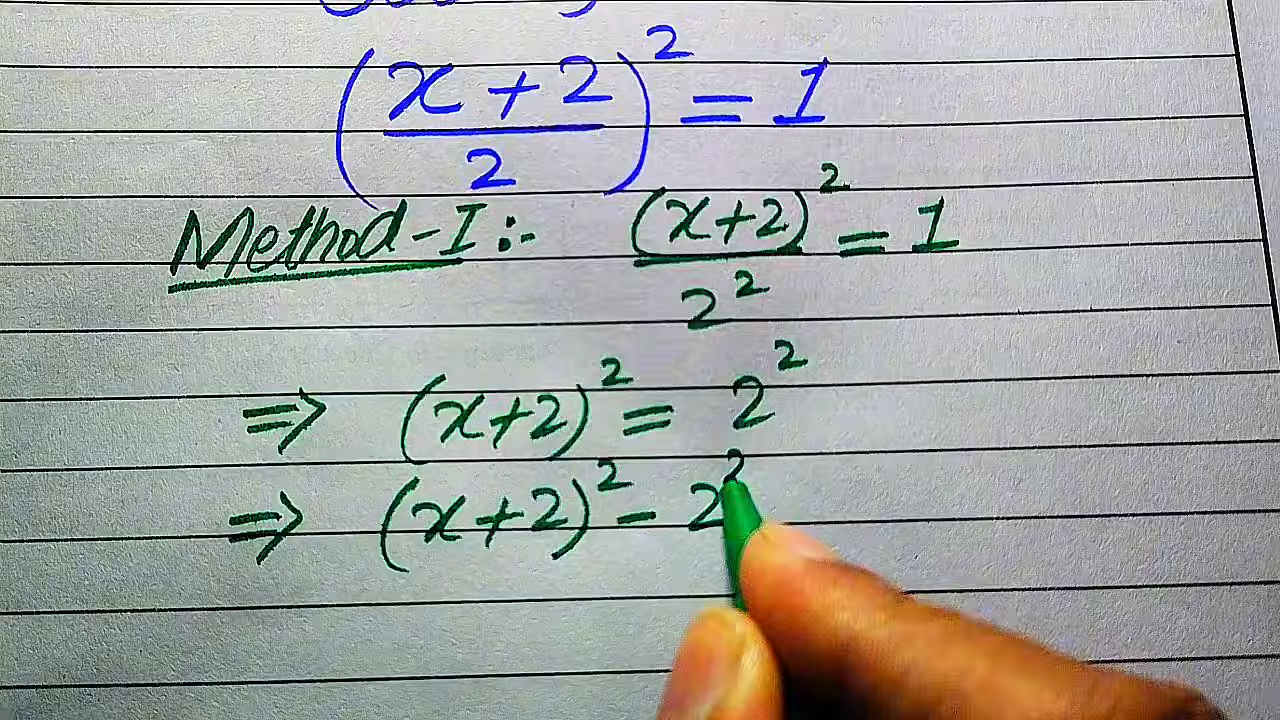 (x+2/2)² = 1
Method-I:- (x+2)²/2² = 1
⇒ (x+2)² = 2²
⇒ (x+2)² - 2²